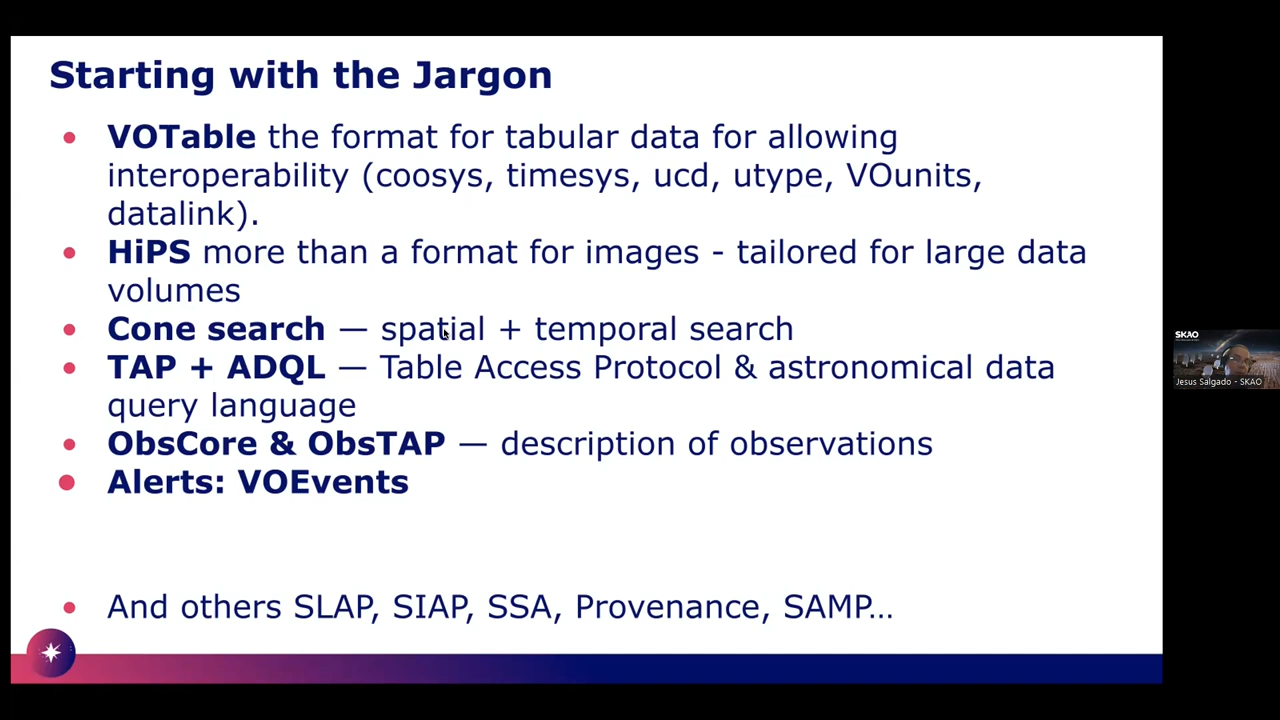 Starting with the Jargon
• VOTable the format for tabular data for allowing
interoperability (coosys, timesys, ucd, utype, VOunits,
datalink).
• HiPS more than a format for images - tailored for large data
volumes
• Cone search — spatial + temporal search
• TAP + ADQL — Table Access Protocol & astronomical data
query language
• ObsCore & ObsTAP — description of observations
• Alerts: VOEvents
• And others SLAP, SIAP, SSA, Provenance, SAMP…
SKAO
Jesus Salgado - SKAO